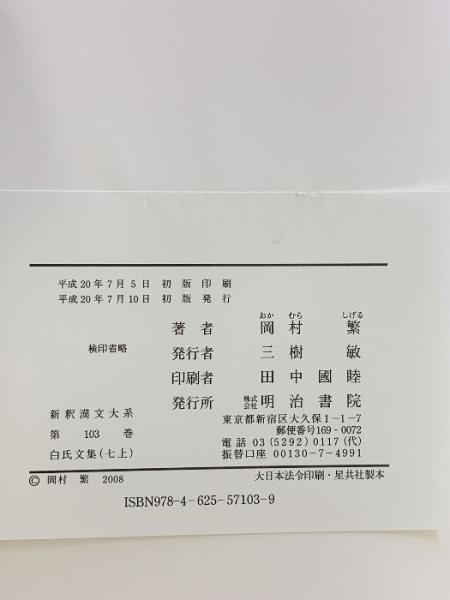 平成20年7月5日 初版印刷
平成20年7月10日 初版発行
検印省略
おか むら しげる
著者 岡村 繁
発行者 三樹 敏
印刷者 田中國睦
発行所 株式会社 明治書院
東京都新宿区大久保1-1-7
郵便番号169-0072
電話 03(5292)0117(代)
振替口座 00130-7-4991
新釈漢文大系
第 103 巻
白氏文集(七上)
© 岡村 繁 2008
大日本法令印刷・星共社製本
ISBN978-4-625-57103-9